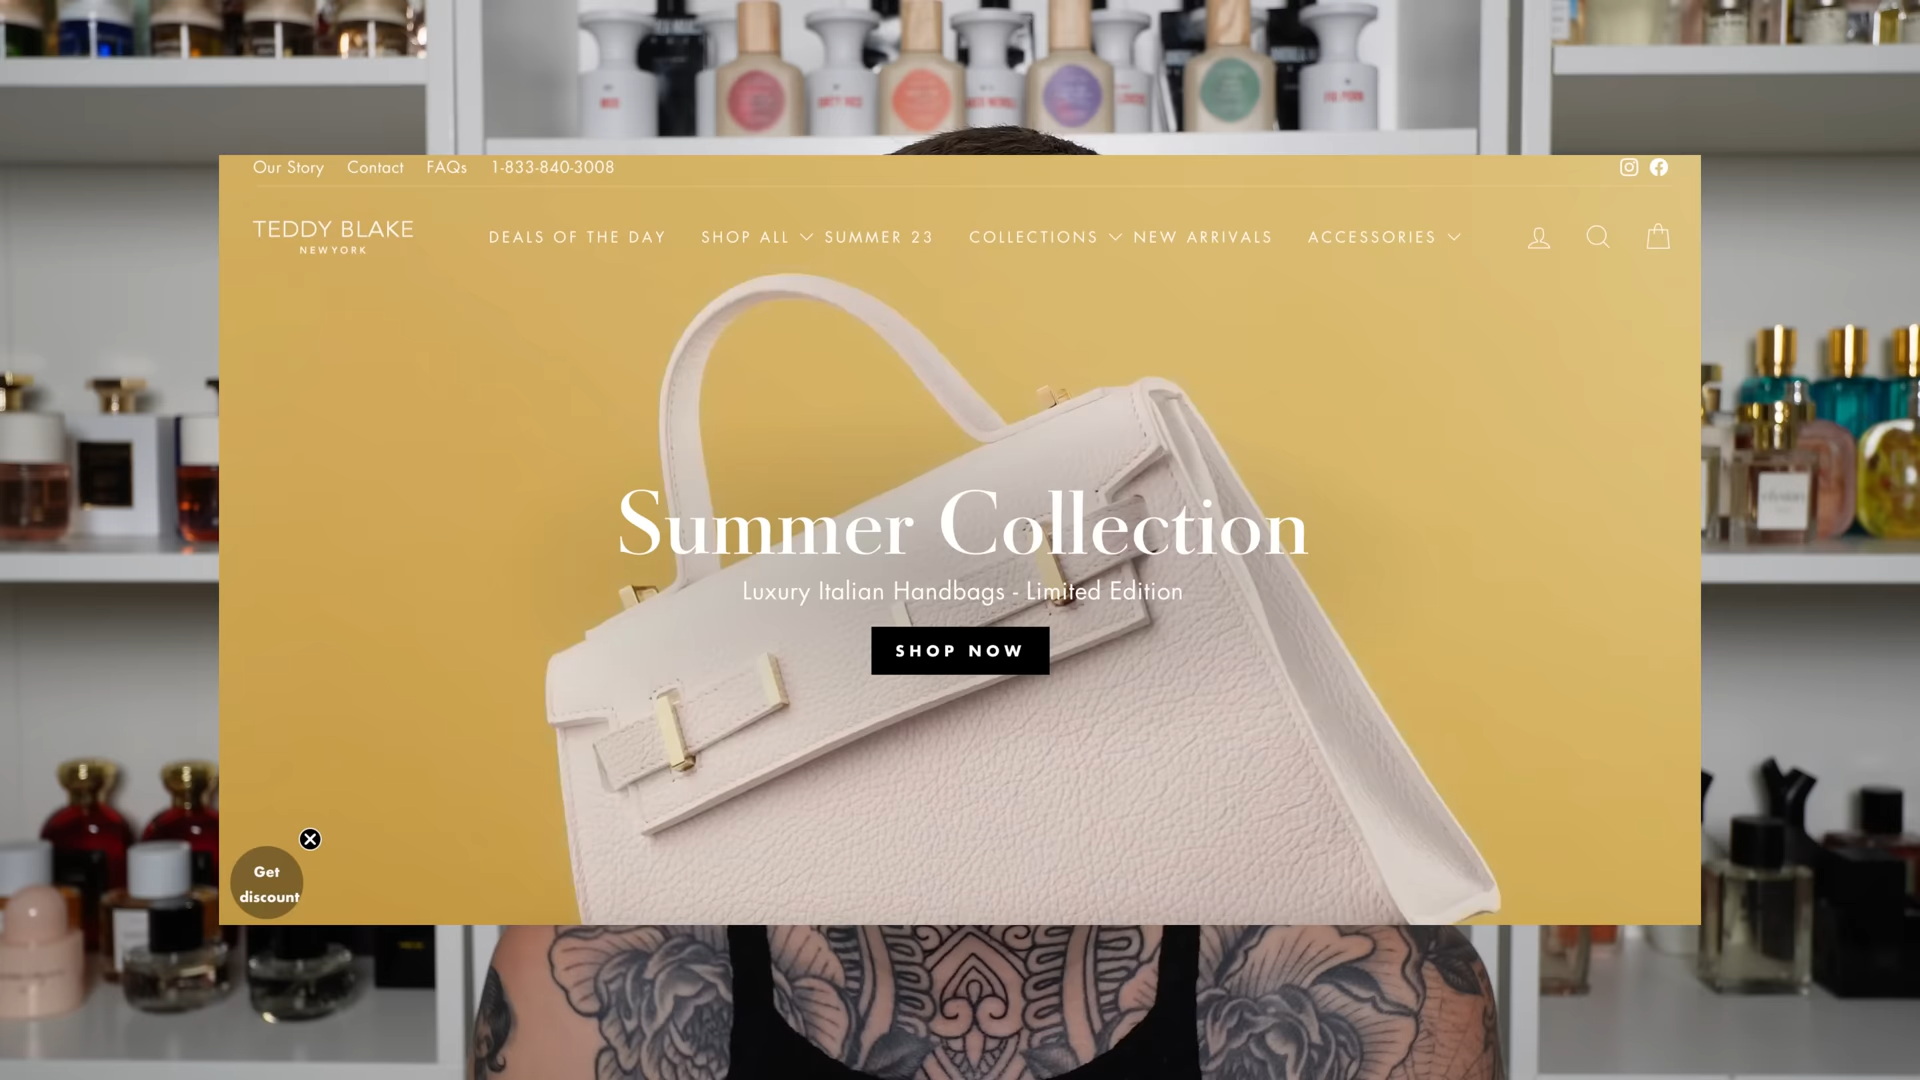 Our Story Contact FAQs 1-833-840-3008
TEDDY BLAKE
NEW YORK
DEALS OF THE DAY SHOP ALL SUMMER 23 COLLECTIONS NEW ARRIVALS ACCESSORIES
Summer Collection
Luxury Italian Handbags - Limited Edition
SHOP NOW
Get
discount